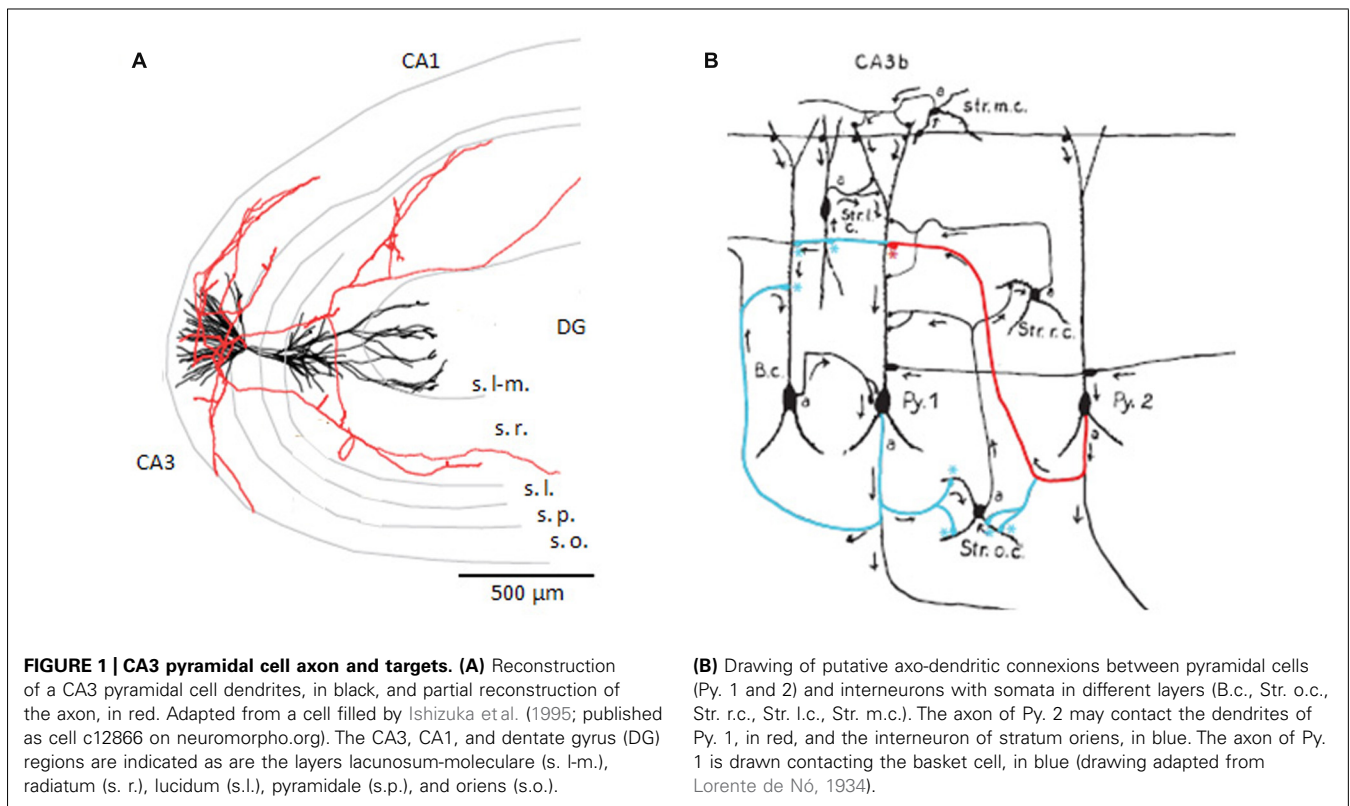 A
CA1
DG
s. l-m.
s. r.
CA3
s. l.
s. p.
s. o.
500 µm
B
CA3b
a
str.m.c.
a
Str.l.
c.
a
Str. r.c.
B.c.
a
Py. 1
Py. 2
a
a
a
Str. o.c.
FIGURE 1 | CA3 pyramidal cell axon and targets. (A) Reconstruction
of a CA3 pyramidal cell dendrites, in black, and partial reconstruction of
the axon, in red. Adapted from a cell filled by Ishizuka et al. (1995; published
as cell c12866 on neuromorpho.org). The CA3, CA1, and dentate gyrus (DG)
regions are indicated as are the layers lacunosum-moleculare (s. l-m.),
radiatum (s. r.), lucidum (s.l.), pyramidale (s.p.), and oriens (s.o.).
(B) Drawing of putative axo-dendritic connexions between pyramidal cells
(Py. 1 and 2) and interneurons with somata in different layers (B.c., Str. o.c.,
Str. r.c., Str. l.c., Str. m.c.). The axon of Py. 2 may contact the dendrites of
Py. 1, in red, and the interneuron of stratum oriens, in blue. The axon of Py.
1 is drawn contacting the basket cell, in blue (drawing adapted from
Lorente de Nó, 1934).